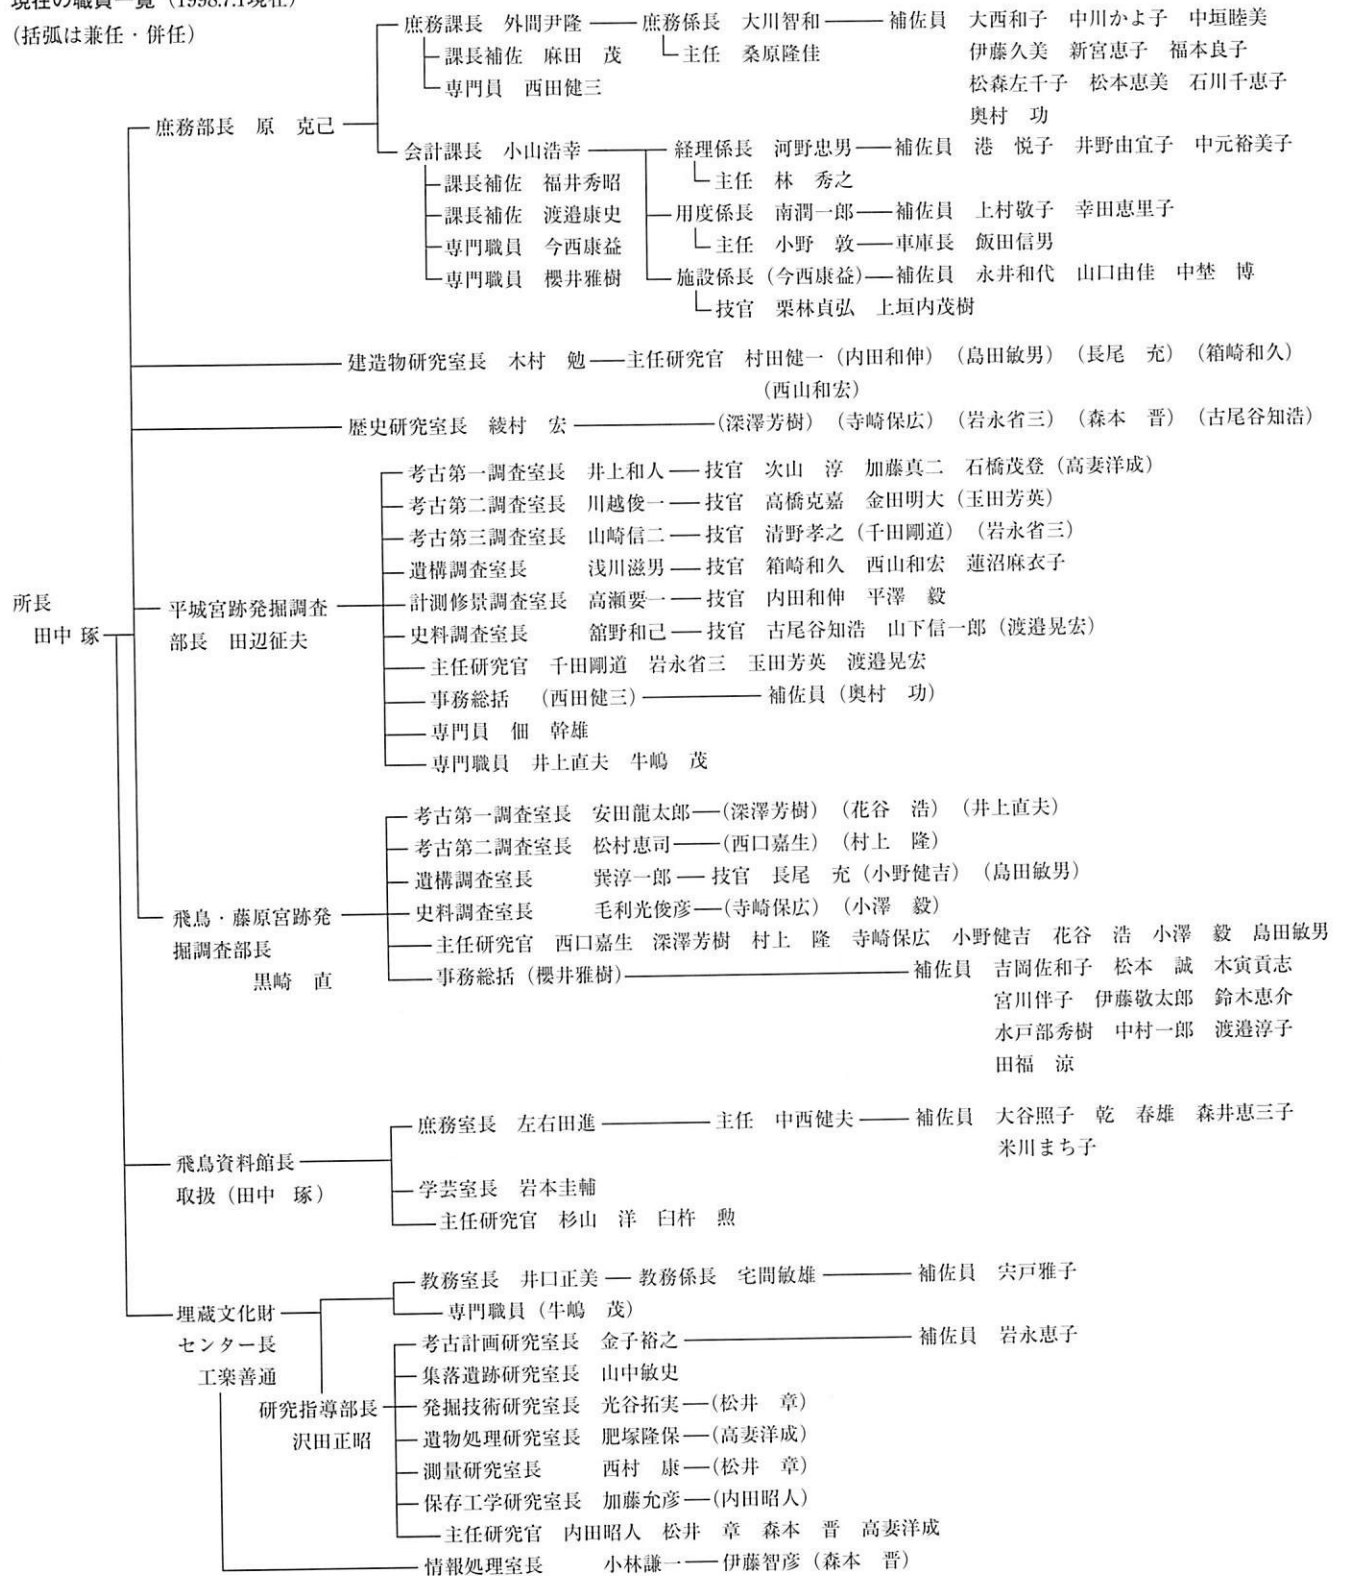 現在の職員一覧（1998.7.1現在）
（括弧は兼任・併任）
庶務課長　外間尹隆　庶務係長　大川智和　補佐員　大西和子　中川かよ子　中垣睦美
課長補佐　麻田　茂　主任　桑原隆佳　伊藤久美　新宮恵子　福本良子
専門員　西田健三　松森左千子　松本恵美　石川千恵子
奥村　功
庶務部長　原　克己
会計課長　小山浩幸　経理係長　河野忠男　補佐員　港　悦子　井野由宜子　中元裕美子
課長補佐　福井秀昭　主任　林　秀之
課長補佐　渡邉康史　用度係長　南潤一郎　補佐員　上村敬子　幸田恵里子
専門職員　今西康益　主任　小野　敦　車庫長　飯田信男
専門職員　櫻井雅樹　施設係長（今西康益）　補佐員　永井和代　山口由佳　中埜　博
技官　栗林貞弘　上垣内茂樹
建造物研究室長　木村　勉　主任研究官　村田健一（内田和伸）（島田敏男）（長尾　充）（箱崎和久）
（西山和宏）
歴史研究室長　綾村　宏　（深澤芳樹）（寺崎保広）（岩永省三）（森本　晋）（古尾谷知浩）
考古第一調査室長　井上和人　技官　次山　淳　加藤真二　石橋茂登（高妻洋成）
考古第二調査室長　川越俊一　技官　高橋克嘉　金田明大（玉田芳英）
考古第三調査室長　山崎信二　技官　清野孝之（千田剛道）（岩永省三）
遺構調査室長　浅川滋男　技官　箱崎和久　西山和宏　蓮沼麻衣子
計測修景調査室長　高瀬要一　技官　内田和伸　平澤　毅
史料調査室長　舘野和己　技官　古尾谷知浩　山下信一郎（渡邉晃宏）
所長
田中　琢
平城宮跡発掘調査
部長　田辺征夫
主任研究官　千田剛道　岩永省三　玉田芳英　渡邉晃宏
事務総括　（西田健三）　補佐員（奥村　功）
専門員　佃　幹雄
専門職員　井上直夫　牛嶋　茂
考古第一調査室長　安田龍太郎（深澤芳樹）（花谷　浩）（井上直夫）
考古第二調査室長　松村恵司（西口嘉生）（村上　隆）
遺構調査室長　巽淳一郎　技官　長尾　充（小野健吉）（島田敏男）
史料調査室長　毛利光俊彦（寺崎保広）（小澤　毅）
飛鳥・藤原宮跡発
掘調査部長
黒崎　直
主任研究官　西口嘉生　深澤芳樹　村上　隆　寺崎保広　小野健吉　花谷　浩　小澤　毅　島田敏男
事務総括（櫻井雅樹）　補佐員　吉岡佐和子　松本　誠　木寅貢志
宮川伴子　伊藤敬太郎　鈴木恵介
水戸部秀樹　中村一郎　渡邉淳子
田福　涼
庶務室長　左右田進　主任　中西健夫　補佐員　大谷照子　乾　春雄　森井恵三子
米川まち子
飛鳥資料館長
取扱（田中　琢）
学芸室長　岩本圭輔
主任研究官　杉山　洋　臼杵　勲
教務室長　井口正美　教務係長　宅間敏雄　補佐員　宍戸雅子
専門職員（牛嶋　茂）
埋蔵文化財
センター長
工楽善通
考古計画研究室長　金子裕之　補佐員　岩永恵子
集落遺跡研究室長　山中敏史
研究指導部長
沢田正昭
発掘技術研究室長　光谷拓実（松井　章）
遺物処理研究室長　肥塚隆保（高妻洋成）
測量研究室長　西村　康（松井　章）
保存工学研究室長　加藤允彦（内田昭人）
主任研究官　内田昭人　松井　章　森本　晋　高妻洋成
情報処理室長　小林謙一　伊藤智彦（森本　晋）